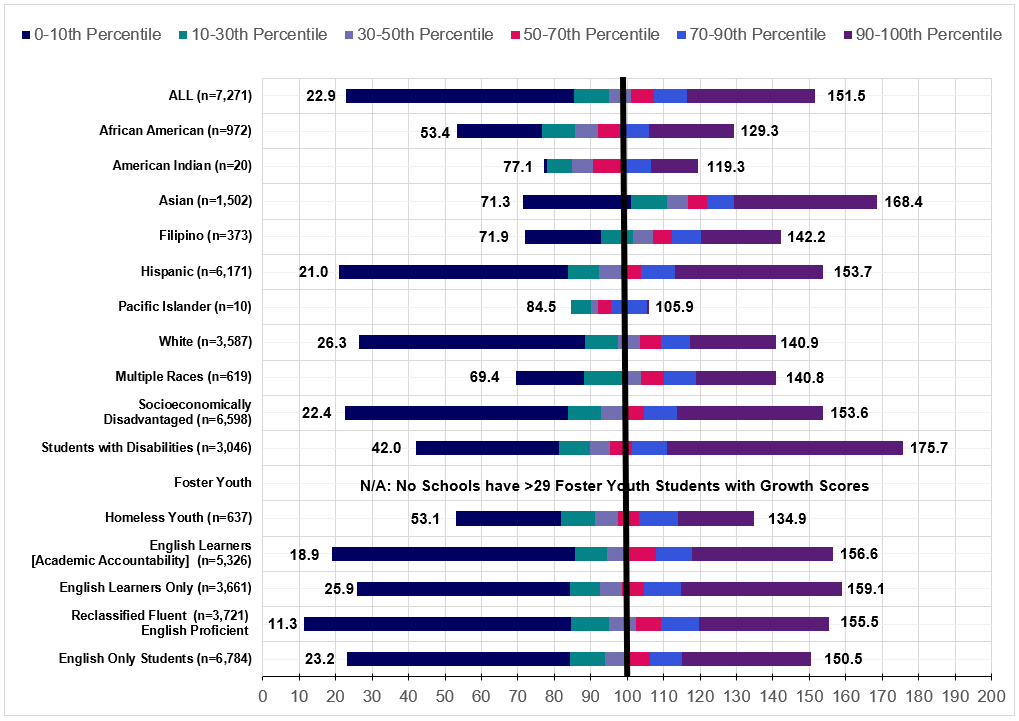 0-10th Percentile 10-30th Percentile 30-50th Percentile 50-70th Percentile 70-90th Percentile 90-100th Percentile
ALL (n=7,271) 22.9 151.5
African American (n=972) 53.4 129.3
American Indian (n=20) 77.1 119.3
Asian (n=1,502) 71.3 168.4
Filipino (n=373) 71.9 142.2
Hispanic (n=6,171) 21.0 153.7
Pacific Islander (n=10) 84.5 105.9
White (n=3,587) 26.3 140.9
Multiple Races (n=619) 69.4 140.8
Socioeconomically
Disadvantaged (n=6,598) 22.4 153.6
Students with Disabilities (n=3,046) 42.0 175.7
Foster Youth N/A: No Schools have >29 Foster Youth Students with Growth Scores
Homeless Youth (n=637) 53.1 134.9
English Learners
[Academic Accountability] (n=5,326) 18.9 156.6
English Learners Only (n=3,661) 25.9 159.1
Reclassified Fluent (n=3,721)
English Proficient 11.3 155.5
English Only Students (n=6,784) 23.2 150.5
0 10 20 30 40 50 60 70 80 90 100 110 120 130 140 150 160 170 180 190 200